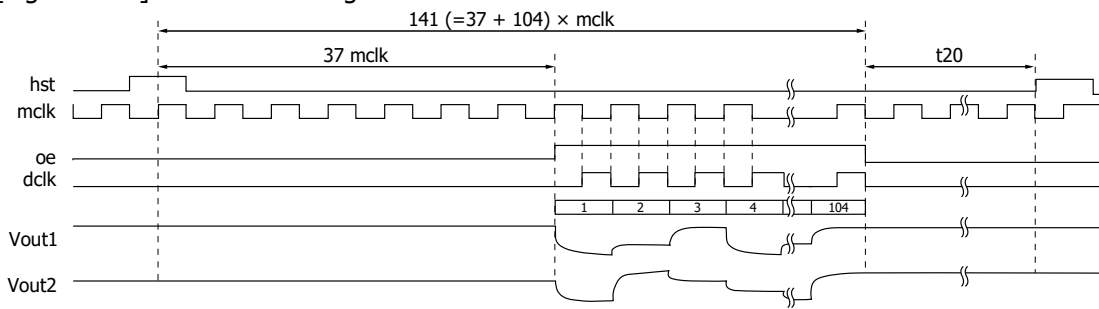 141 (=37 + 104) × mclk
37 mclk
t20
hst
mclk
oe
dclk
1 2 3 4 104
Vout1
Vout2